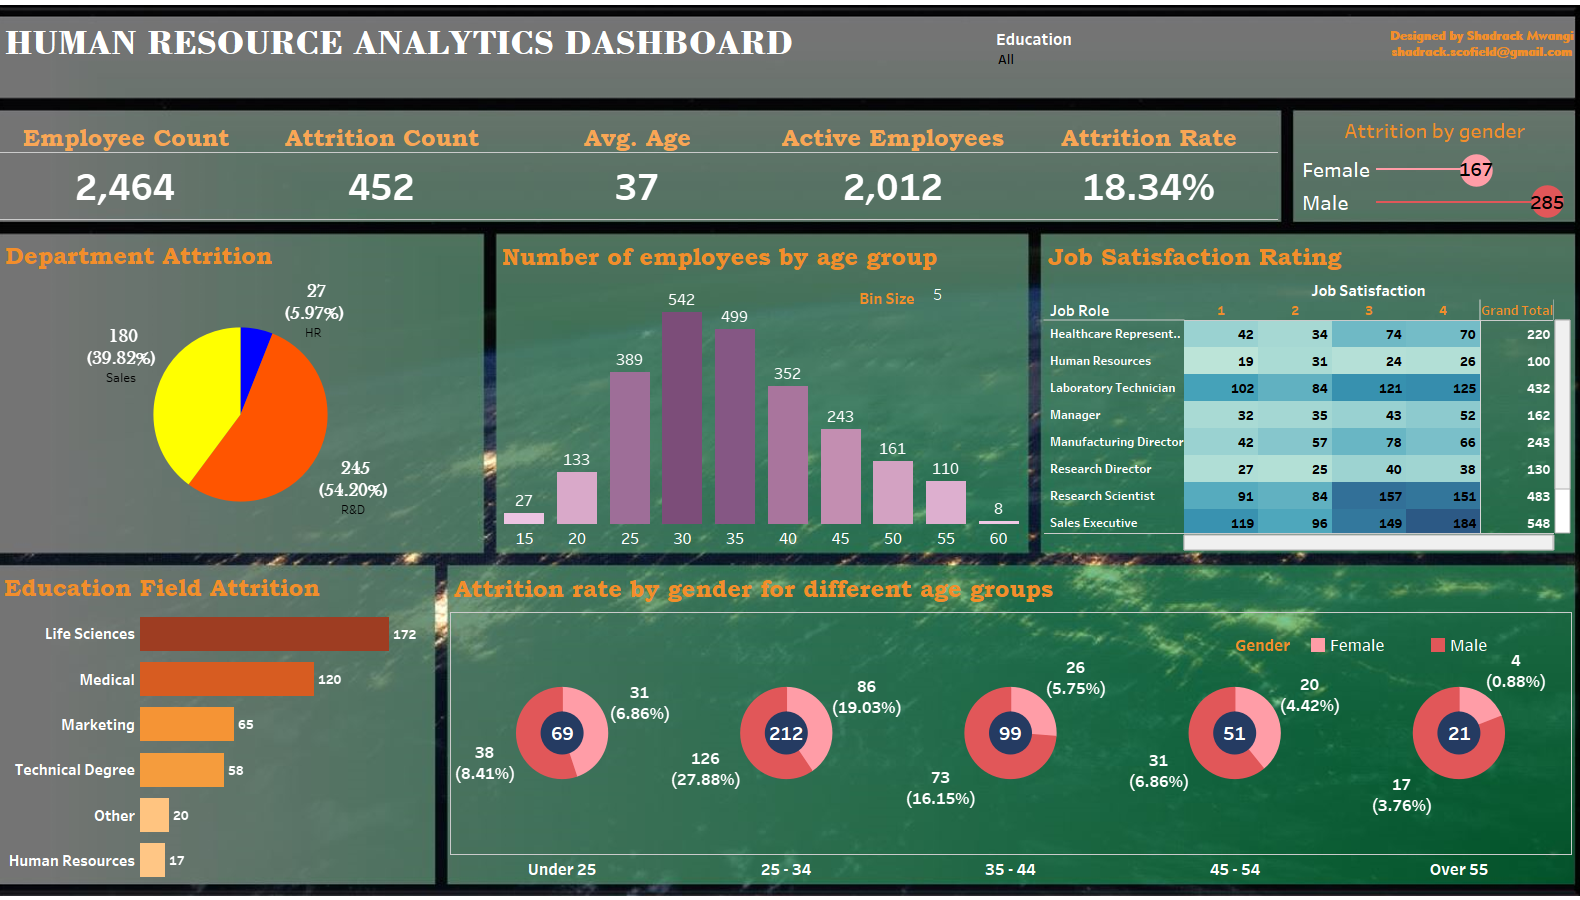 HUMAN RESOURCE ANALYTICS DASHBOARD
Education
All
Designed by Shadrack Mwangi
shadrack.scofield@gmail.com
Employee Count Attrition Count Avg. Age Active Employees Attrition Rate
2,464 452 37 2,012 18.34%
Attrition by gender
Female 167
Male 285
Department Attrition
27
(5.97%)
HR
180
(39.82%)
Sales
245
(54.20%)
R&D
Number of employees by age group
Bin Size 5
27 133 389 542 499 352 243 161 110 8
15 20 25 30 35 40 45 50 55 60
Job Satisfaction Rating
Job Satisfaction
Job Role 1 2 3 4 Grand Total
Healthcare Represent.. 42 34 74 70 220
Human Resources 19 31 24 26 100
Laboratory Technician 102 84 121 125 432
Manager 32 35 43 52 162
Manufacturing Director 42 57 78 66 243
Research Director 27 25 40 38 130
Research Scientist 91 84 157 151 483
Sales Executive 119 96 149 184 548
Education Field Attrition
Life Sciences 172
Medical 120
Marketing 65
Technical Degree 58
Other 20
Human Resources 17
Attrition rate by gender for different age groups
Gender Female Male
31
(6.86%)
69
38
(8.41%)
86
(19.03%)
212
126
(27.88%)
26
(5.75%)
99
73
(16.15%)
20
(4.42%)
51
31
(6.86%)
4
(0.88%)
21
17
(3.76%)
Under 25 25 - 34 35 - 44 45 - 54 Over 55